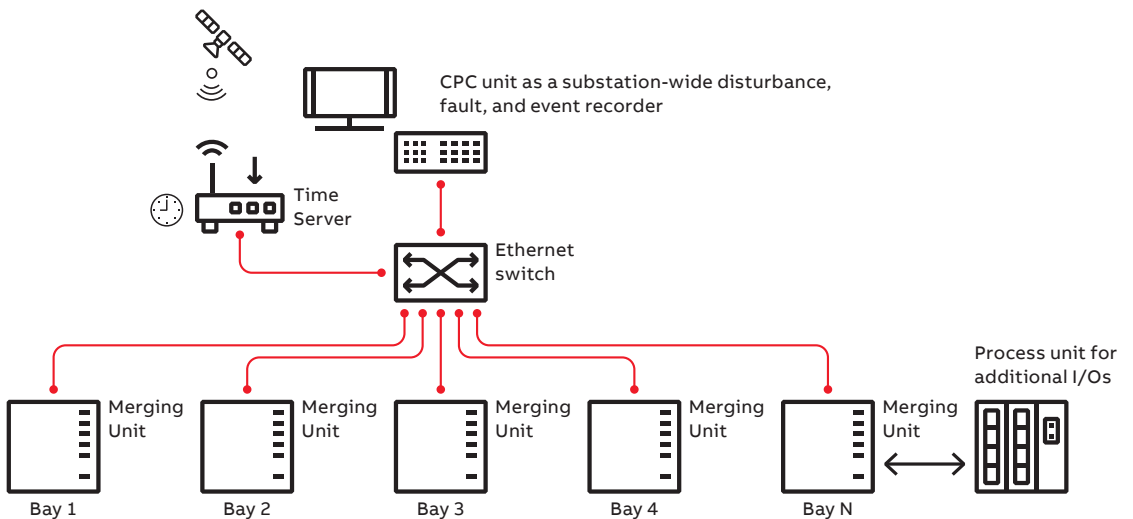 CPC unit as a substation-wide disturbance,
fault, and event recorder
Time
Server
Ethernet
switch
Process unit for
additional I/Os
Merging
Unit
Merging
Unit
Merging
Unit
Merging
Unit
Merging
Unit
Bay 1
Bay 2
Bay 3
Bay 4
Bay N